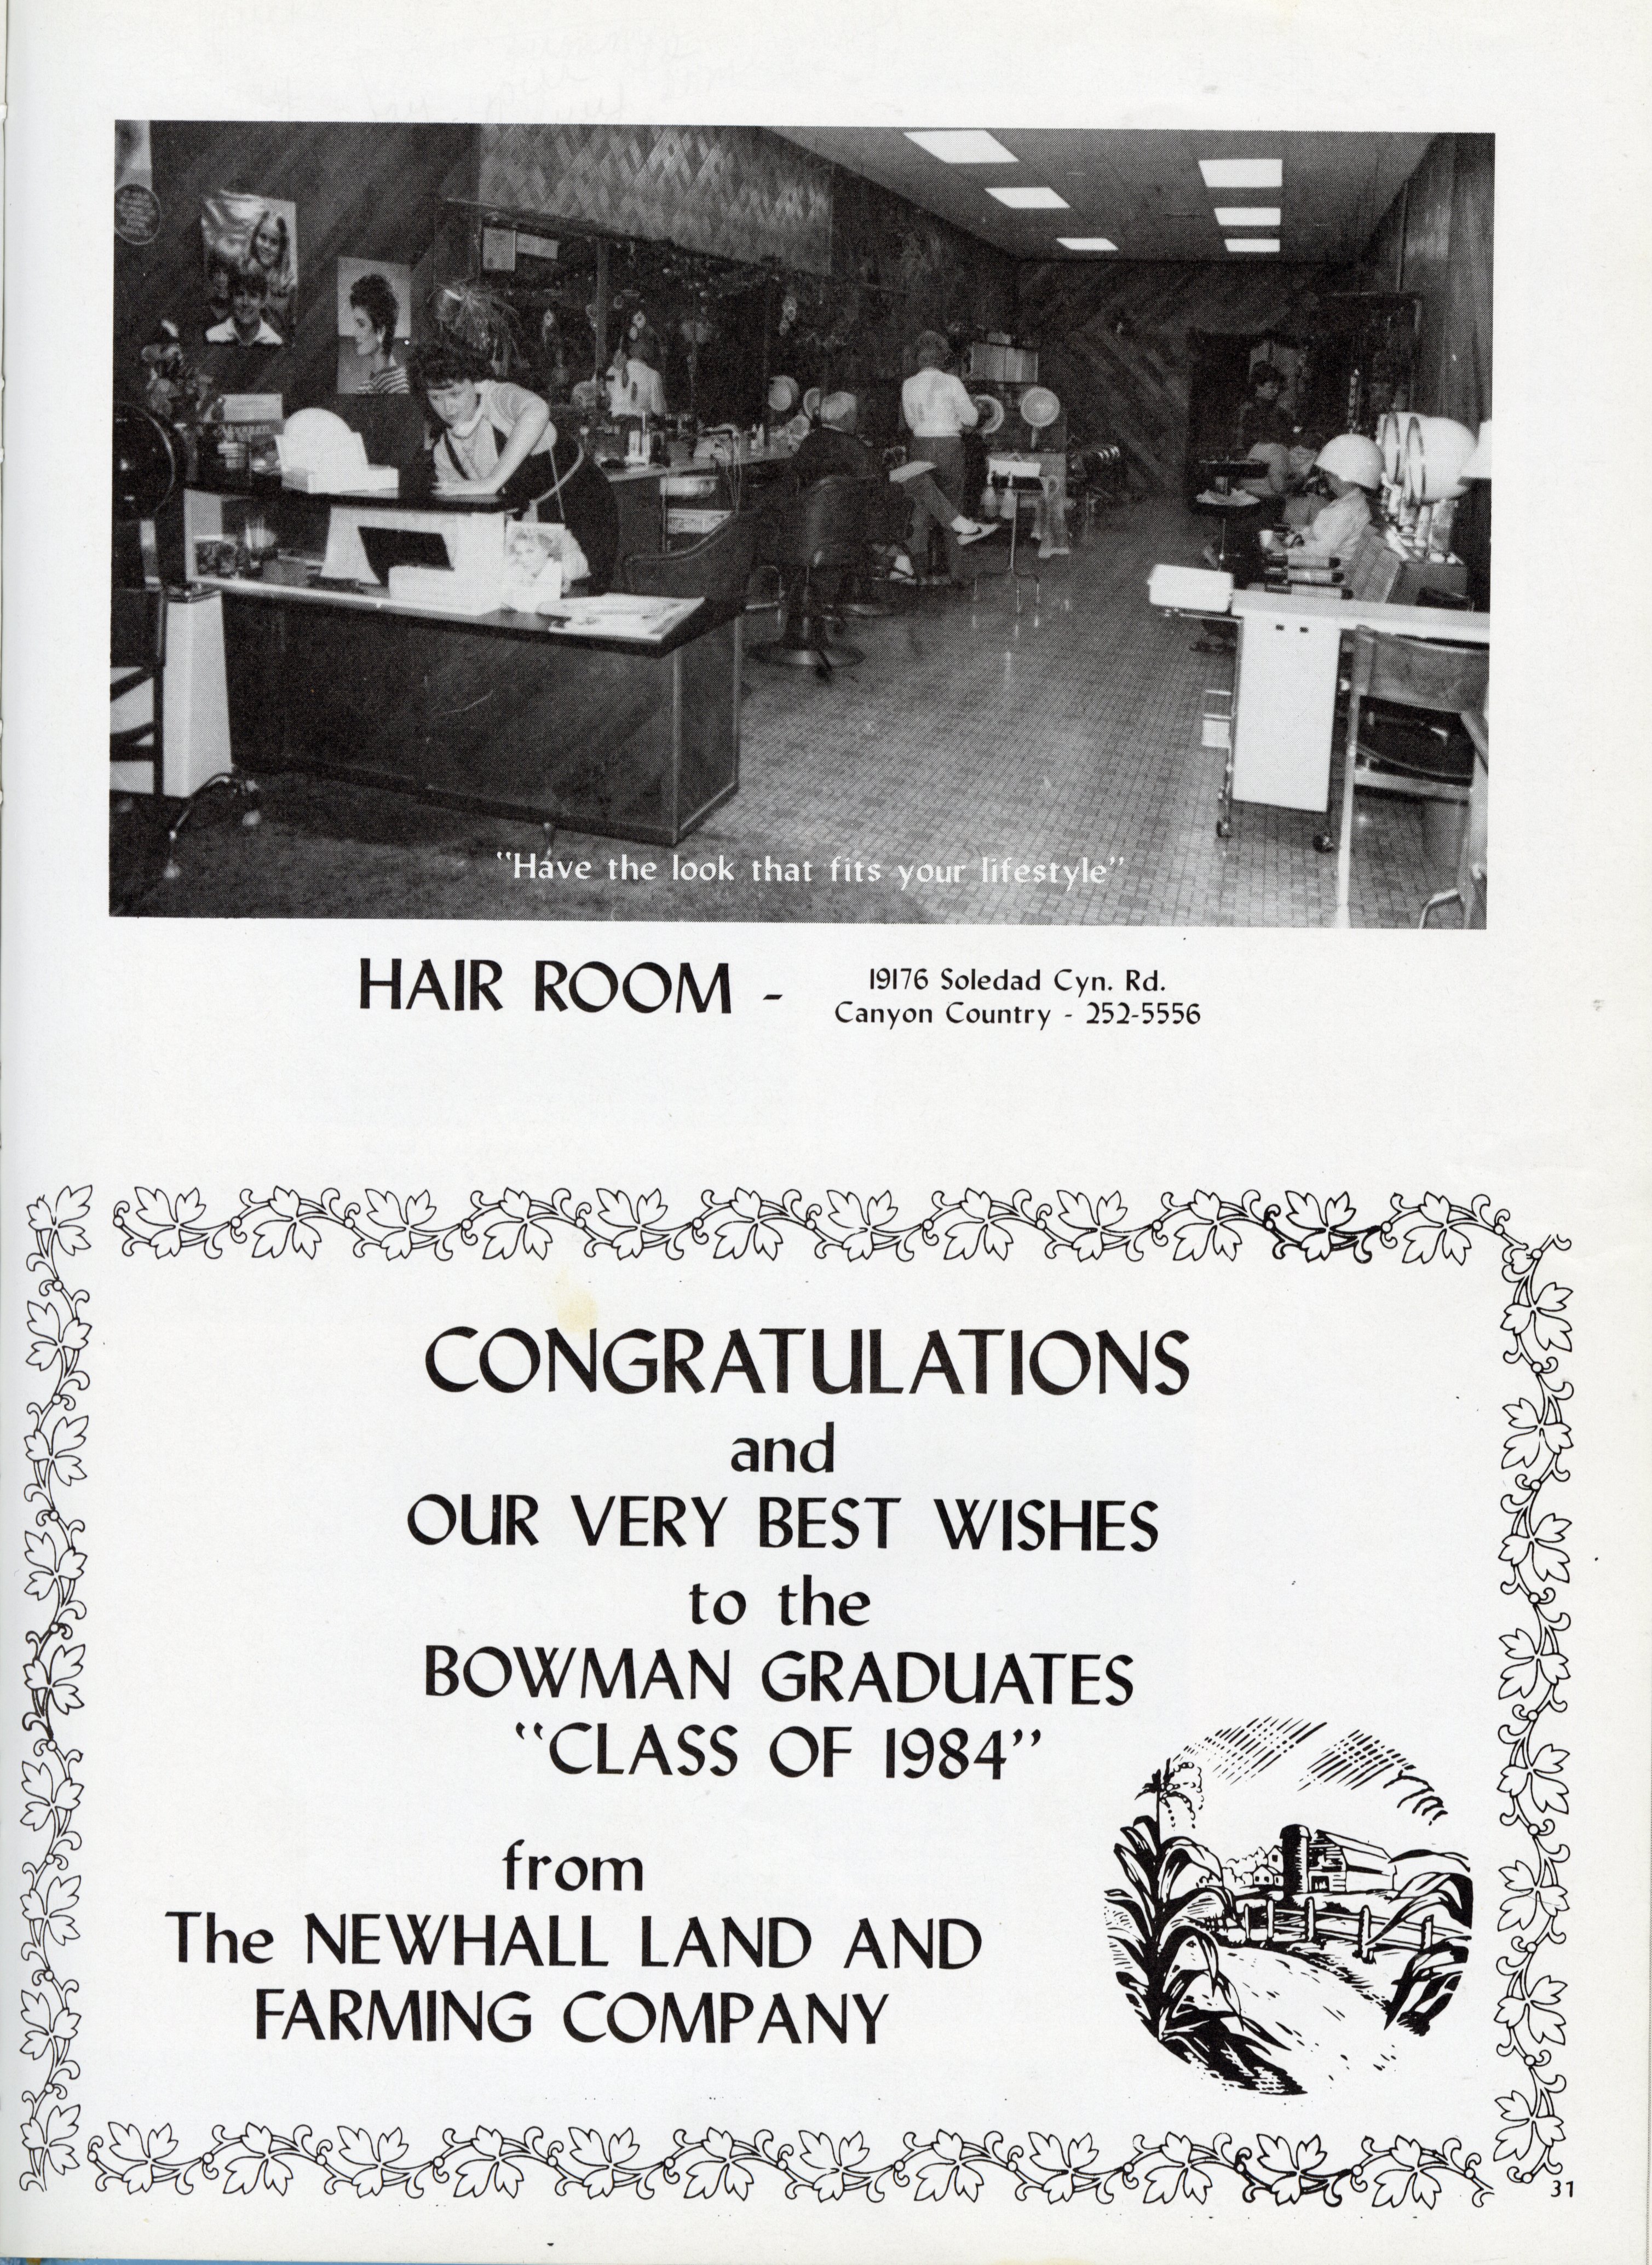 "Have the look that fits your lifestyle"
HAIR ROOM -
19176 Soledad Cyn. Rd.
Canyon Country - 252-5556
CONGRATULATIONS
and
OUR VERY BEST WISHES
to the
BOWMAN GRADUATES
"CLASS OF 1984"
from
The NEWHALL LAND AND
FARMING COMPANY
31